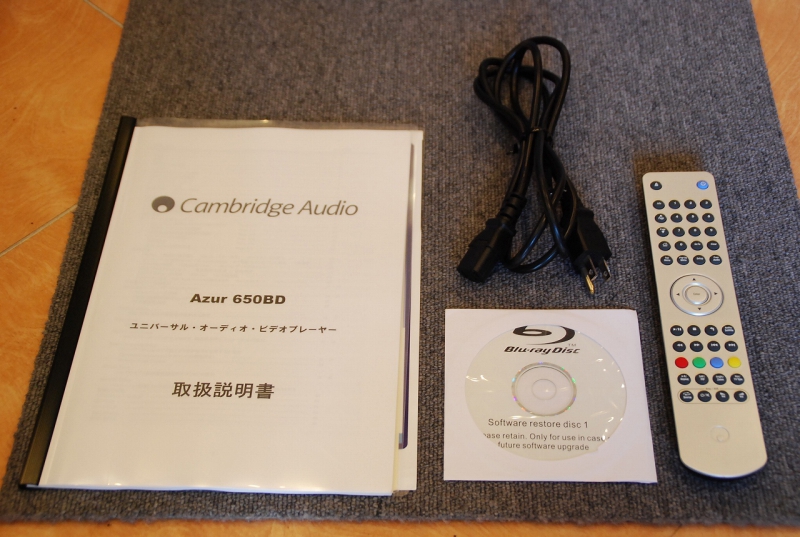 Cambridge Audio
Azur 650BD
ユニバーサル・オーディオ・ビデオプレーヤー
取扱説明書
Blu-ray Disc
TM
Software restore disc 1
ease retain. Only for use in case
future software upgrade